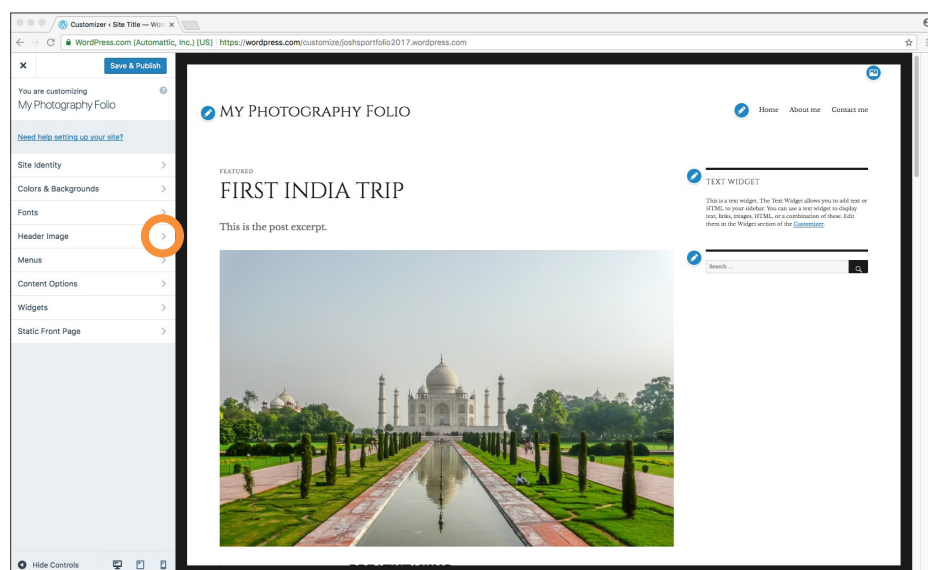 Customizer ‹ Site Title — Word
WordPress.com (Automattic, Inc.) [US] https://wordpress.com/customize/joshsportfolio2017.wordpress.com
Save & Publish
You are customizing
My Photography Folio
Need help setting up your site?
Site Identity
Colors & Backgrounds
Fonts
Header Image
Menus
Content Options
Widgets
Static Front Page
Hide Controls
MY PHOTOGRAPHY FOLIO
Home About me Contact me
FEATURED
FIRST INDIA TRIP
This is the post excerpt.
TEXT WIDGET
This is a text widget. The Text Widget allows you to add text or
HTML to your sidebar. You can use a text widget to display
text, links, images, HTML, or a combination of these. Edit
them in the Widget section of the Customizer.
Search ...